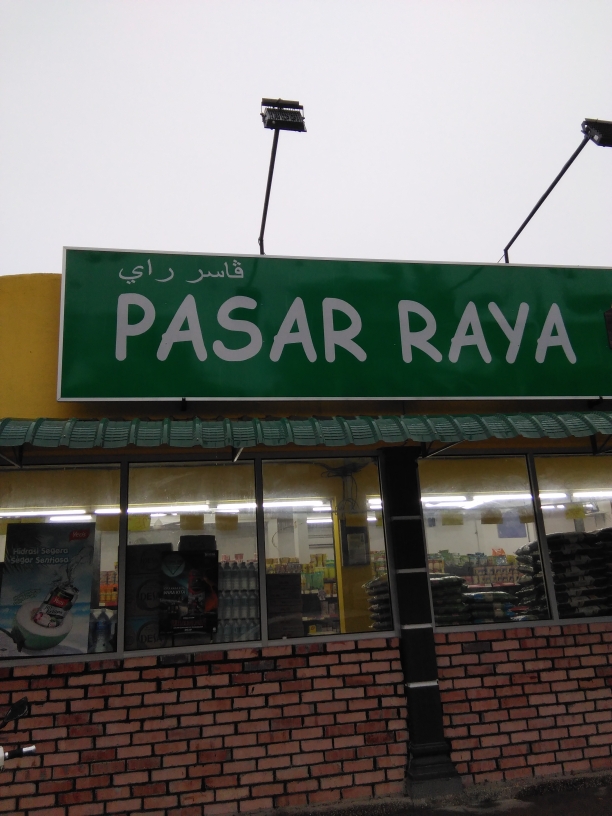 ڤاسر راي
PASAR RAYA
Hidrasi Segera
Segar Sentiasa